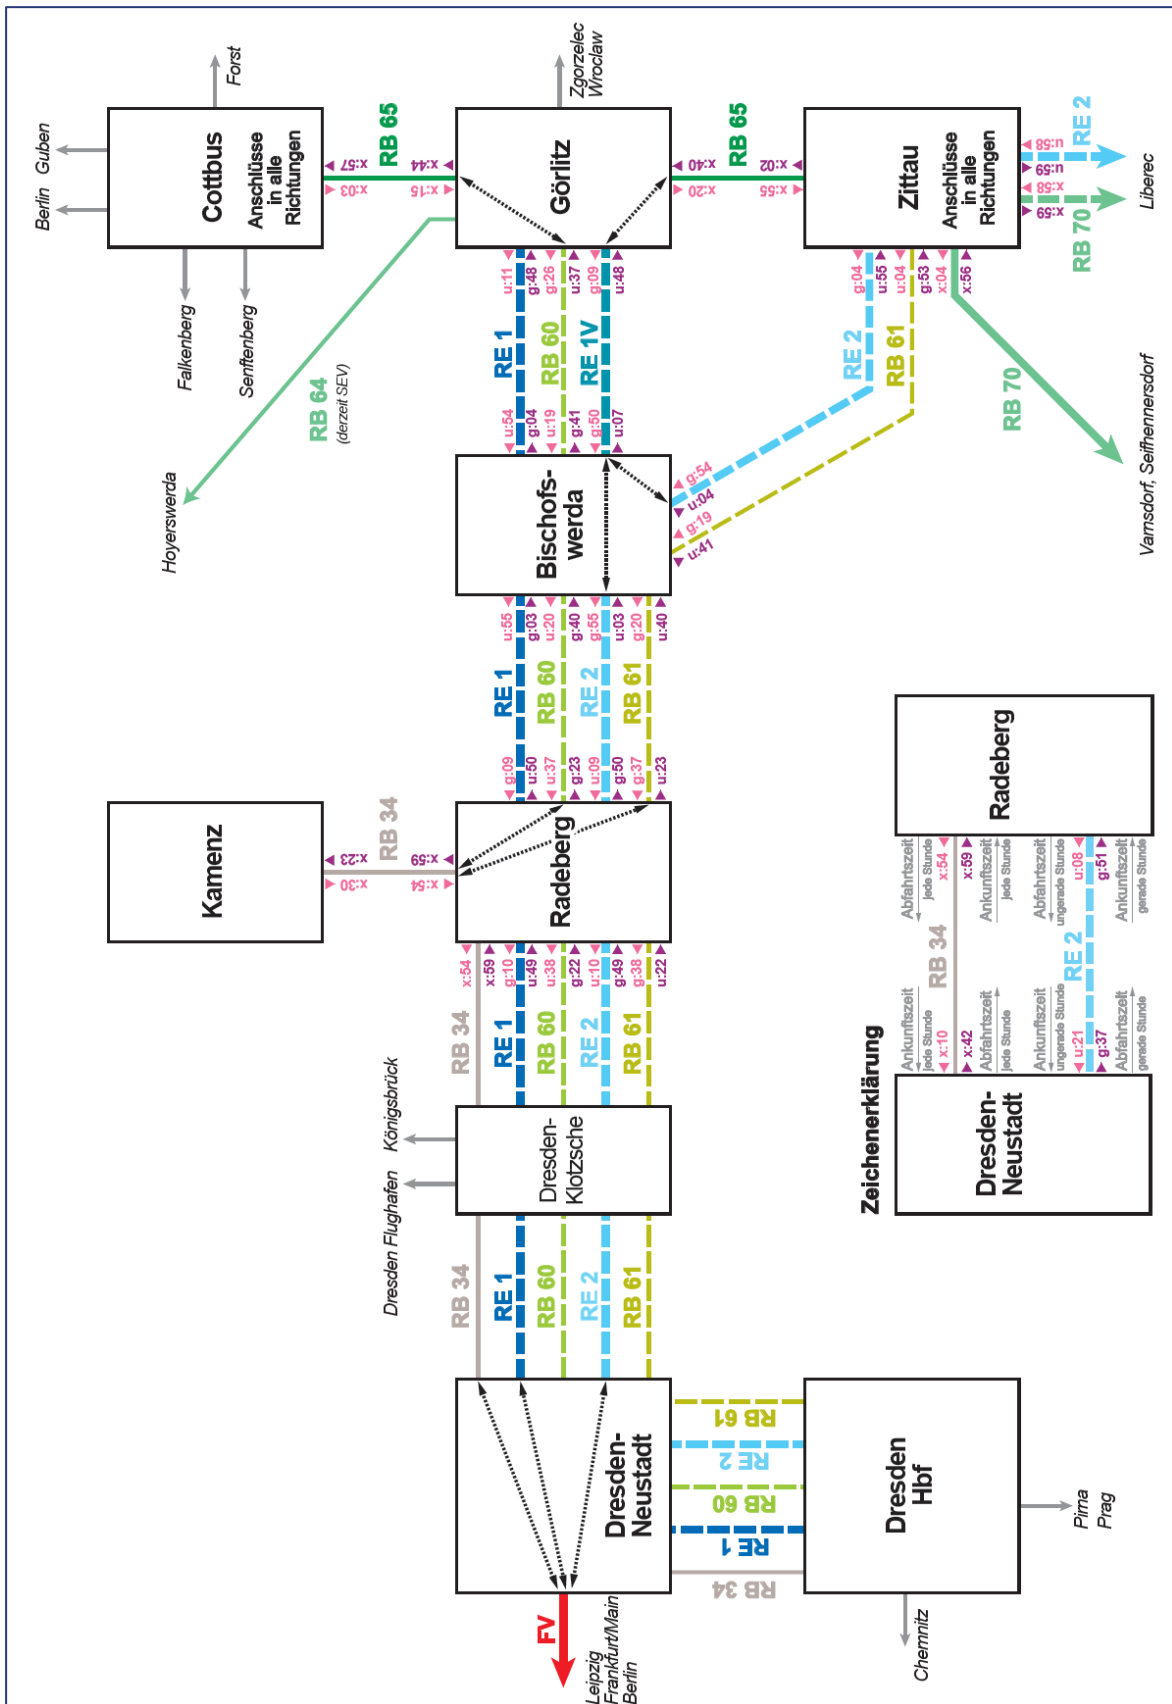 Berlin
Guben
Forst
Cottbus
Anschlüsse
in alle
Richtungen
Falkenberg
Senftenberg
x:03
x:57
RB 65
x:15
x:44
Hoyerswerda
RB 64
(derzeit SEV)
Zgorzelec
Wroclaw
Görlitz
u:11
g:48
g:26
u:37
g:09
u:48
RE 1
RB 60
RE 1V
u:54
g:04
u:19
g:41
g:50
u:07
x:20
x:40
RB 65
x:55
x:02
Zittau
Anschlüsse
in alle
Richtungen
g:04
u:55
u:04
g:53
x:04
x:56
x:59
x:58
u:59
u:58
RB 70
RE 2
Liberec
RE 2
RB 61
RB 70
Varnsdorf, Seifhennersdorf
Bischofs-
werda
g:54
u:04
g:19
u:41
u:55
g:03
u:20
g:40
g:55
u:03
g:20
u:40
RE 1
RB 60
RE 2
RB 61
g:09
u:50
u:37
g:23
u:09
g:50
g:37
u:23
Kamenz
x:30
x:23
RB 34
x:54
x:59
Radeberg
x:54
x:59
g:10
u:49
u:38
g:22
u:10
g:49
g:38
u:22
RB 34
RE 1
RB 60
RE 2
RB 61
Dresden Flughafen
Königsbrück
Dresden-
Klotzsche
RB 34
RE 1
RB 60
RE 2
RB 61
Dresden-
Neustadt
FV
Leipzig
Frankfurt/Main
Berlin
RB 34
RE 1
RB 60
RE 2
RB 61
Dresden
Hbf
Chemnitz
Pirna
Prag
Zeichenerklärung
Dresden-
Neustadt
Ankunftszeit
jede Stunde
x:10
x:42
Abfahrtszeit
jede Stunde
Ankunftszeit
ungerade Stunde
u:21
g:37
Abfahrtszeit
gerade Stunde
RB 34
RE 2
Abfahrtszeit
jede Stunde
x:54
x:59
Ankunftszeit
jede Stunde
Abfahrtszeit
ungerade Stunde
u:08
g:51
Ankunftszeit
gerade Stunde
Radeberg